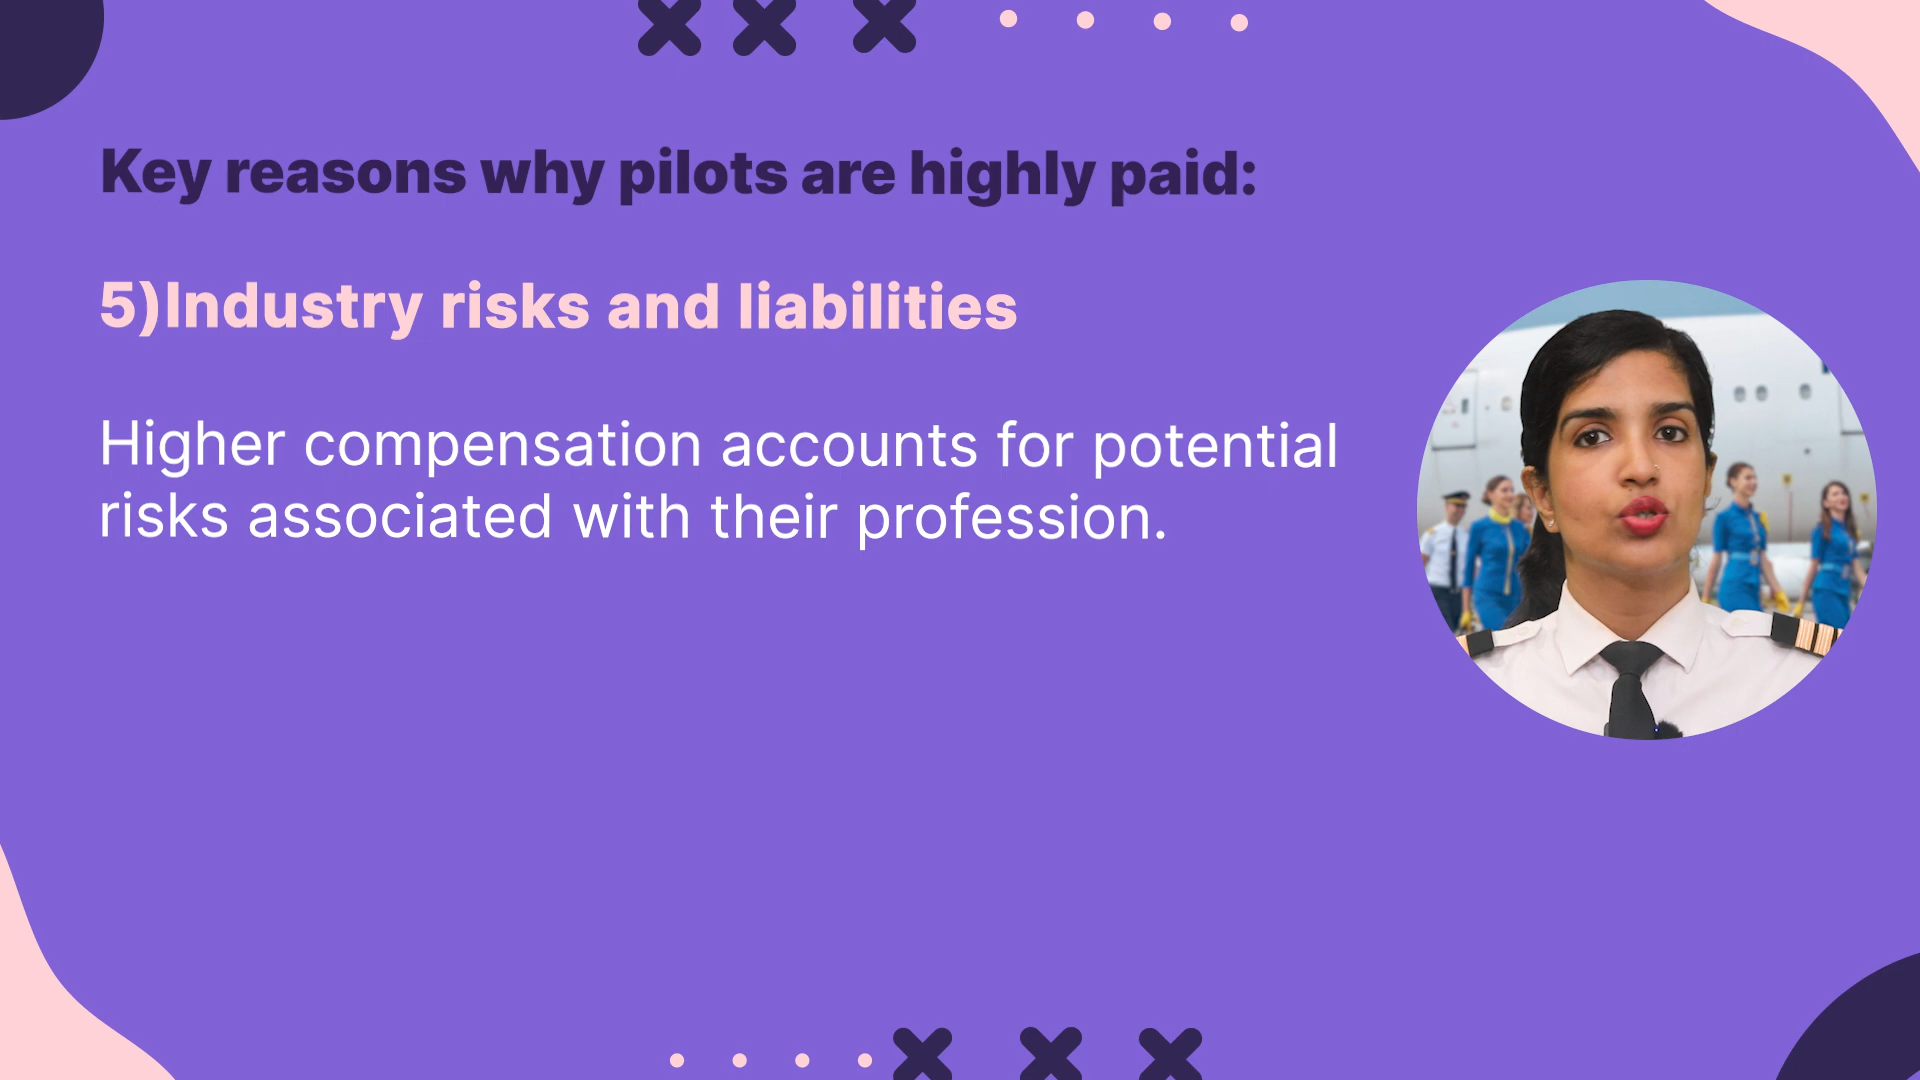 Key reasons why pilots are highly paid:
5)Industry risks and liabilities
Higher compensation accounts for potential
risks associated with their profession.